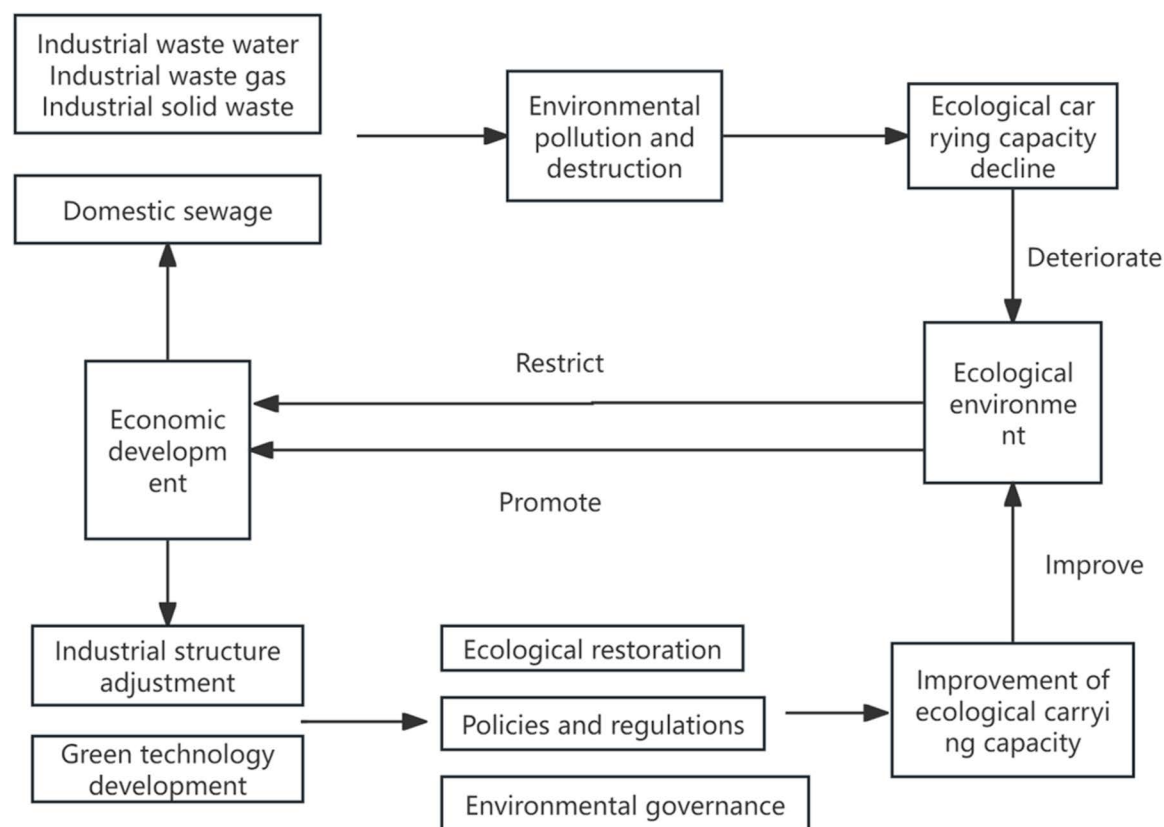 Industrial waste water
Industrial waste gas
Industrial solid waste
Environmental
pollution and
destruction
Ecological car
rying capacity
decline
Domestic sewage
Deteriorate
Restrict
Ecological
environme
nt
Economic
developm
ent
Promote
Improve
Industrial structure
adjustment
Ecological restoration
Improvement of
ecological carryi
ng capacity
Policies and regulations
Green technology
development
Environmental governance